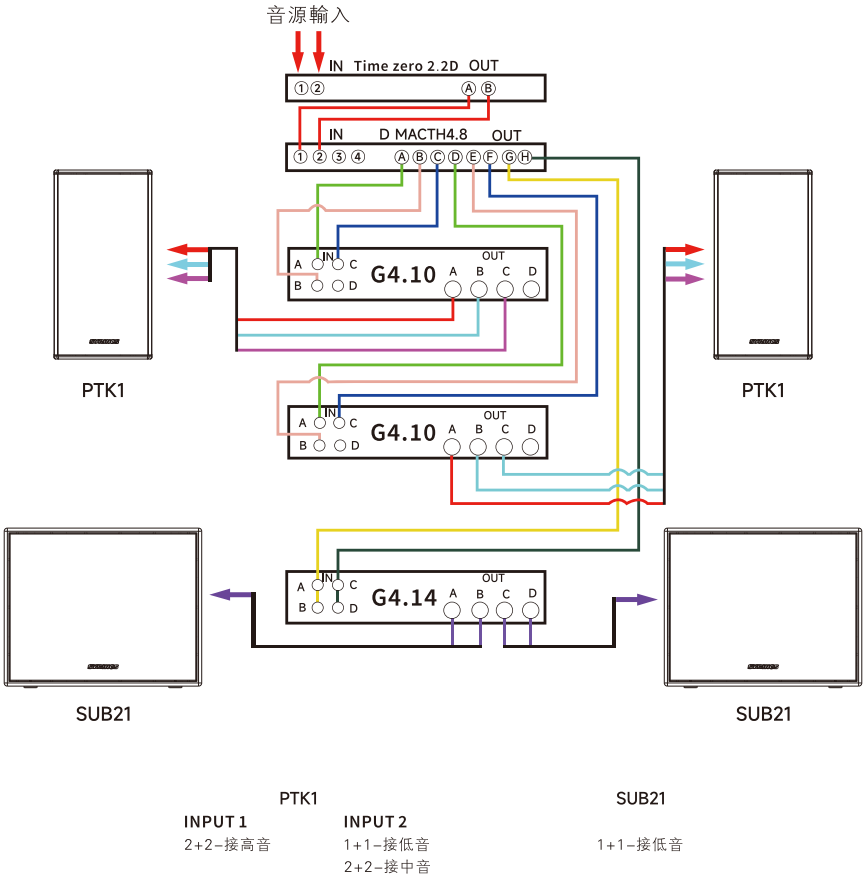 音源輸入
IN Time zero 2.2D OUT
1 2 A B
IN D MACTH4.8 OUT
1 2 3 4 A B C D E F G H
A IN C G4.10 OUT
B D A B C D
PTK1
PTK1
A IN C G4.10 OUT
B D A B C D
A IN C G4.14 OUT
B D A B C D
SUB21
SUB21
PTK1 SUB21
INPUT 1 INPUT 2
2+2-接高音 1+1-接低音 1+1-接低音
2+2-接中音